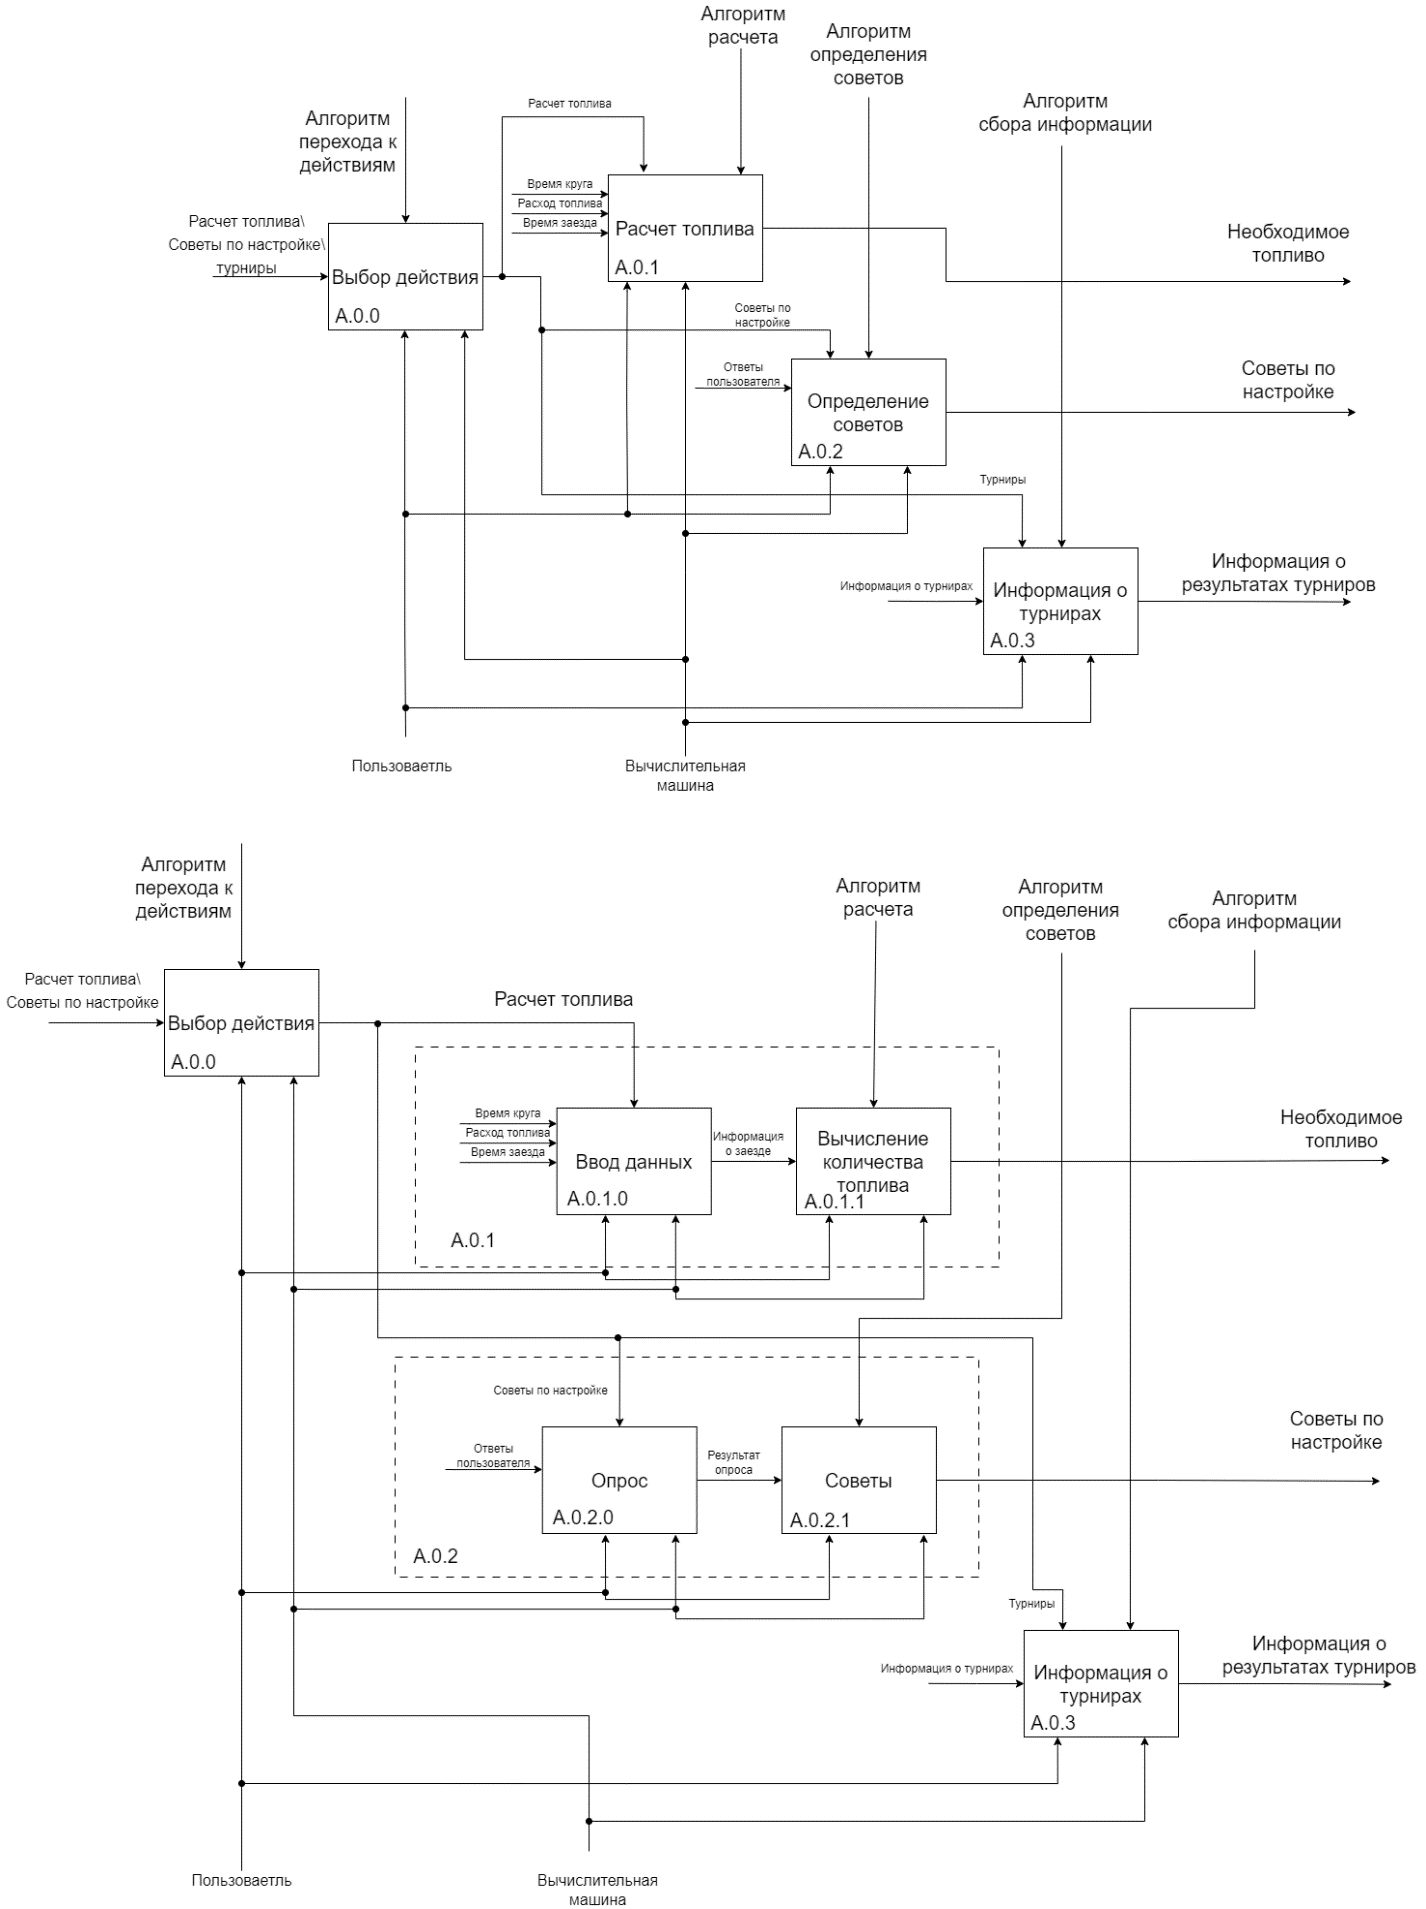 Алгоритм
расчета
Алгоритм
определения
советов
Алгоритм
сбора информации
Алгоритм
перехода к
действиям
Расчет топлива
Расчет топлива\
Советы по настройке\
турниры
Выбор действия
A.0.0
Время круга
Расход топлива
Время заезда
Расчет топлива
A.0.1
Необходимое
топливо
Советы по
настройке
Ответы
пользователя
Определение
советов
A.0.2
Советы по
настройке
Турниры
Информация о турнирах
Информация о
турнирах
A.0.3
Информация о
результатах турниров
Пользоваетль
Вычислительная
машина
Алгоритм
перехода к
действиям
Алгоритм
расчета
Алгоритм
определения
советов
Алгоритм
сбора информации
Расчет топлива\
Советы по настройке
Выбор действия
A.0.0
Расчет топлива
Время круга
Расход топлива
Время заезда
Ввод данных
A.0.1.0
Информация
о заезде
Вычисление
количества
топлива
A.0.1.1
Необходимое
топливо
A.0.1
Советы по настройке
Ответы
пользователя
Опрос
A.0.2.0
Результат
опроса
Советы
A.0.2.1
Советы по
настройке
A.0.2
Турниры
Информация о турнирах
Информация о
турнирах
A.0.3
Информация о
результатах турниров
Пользоваетль
Вычислительная
машина